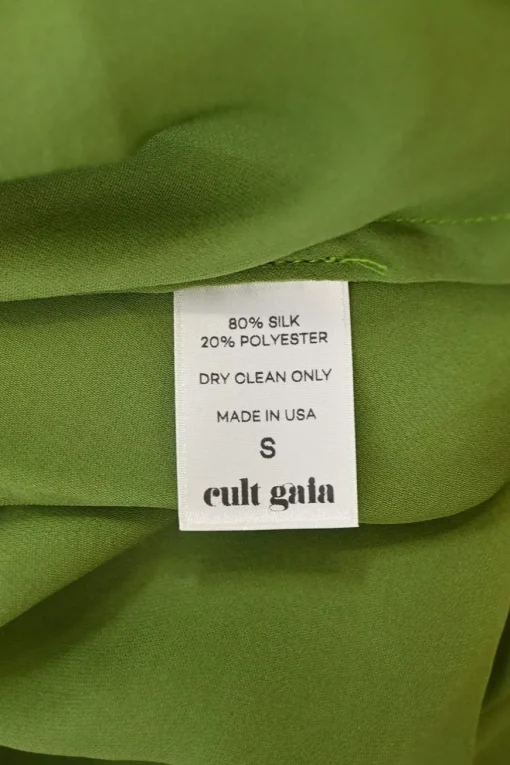 80% SILK
20% POLYESTER
DRY CLEAN ONLY
MADE IN USA
S
cult gaia